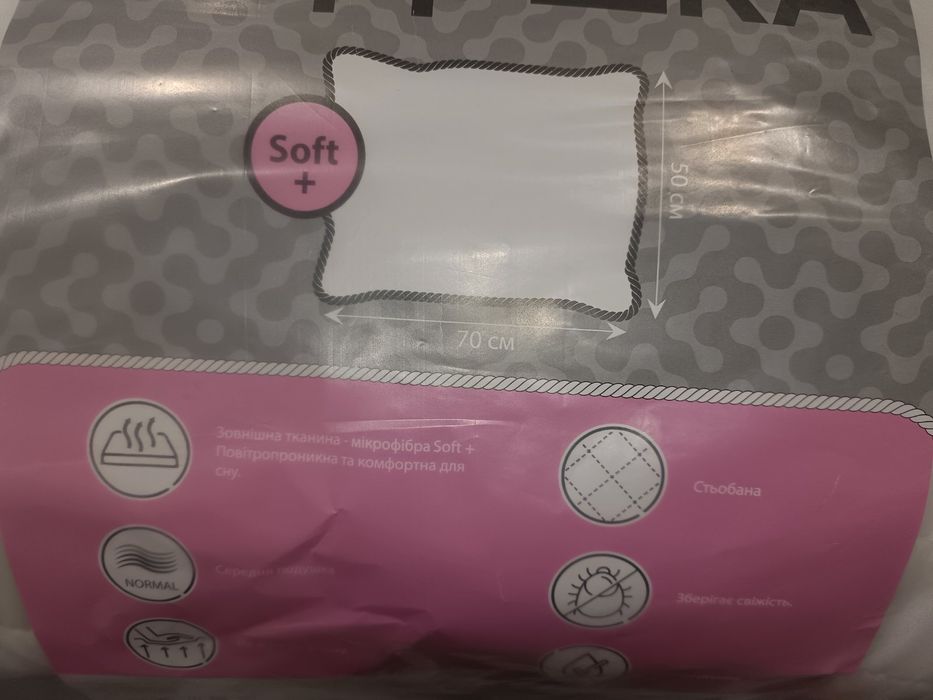 Soft
+
50 см
70 см
Зовнішна тканина - мікрофібра Soft +
Повітропроникна та комфортна для
сну.
Стьобана
NORMAL
Середня подушка
Зберігає свіжість.